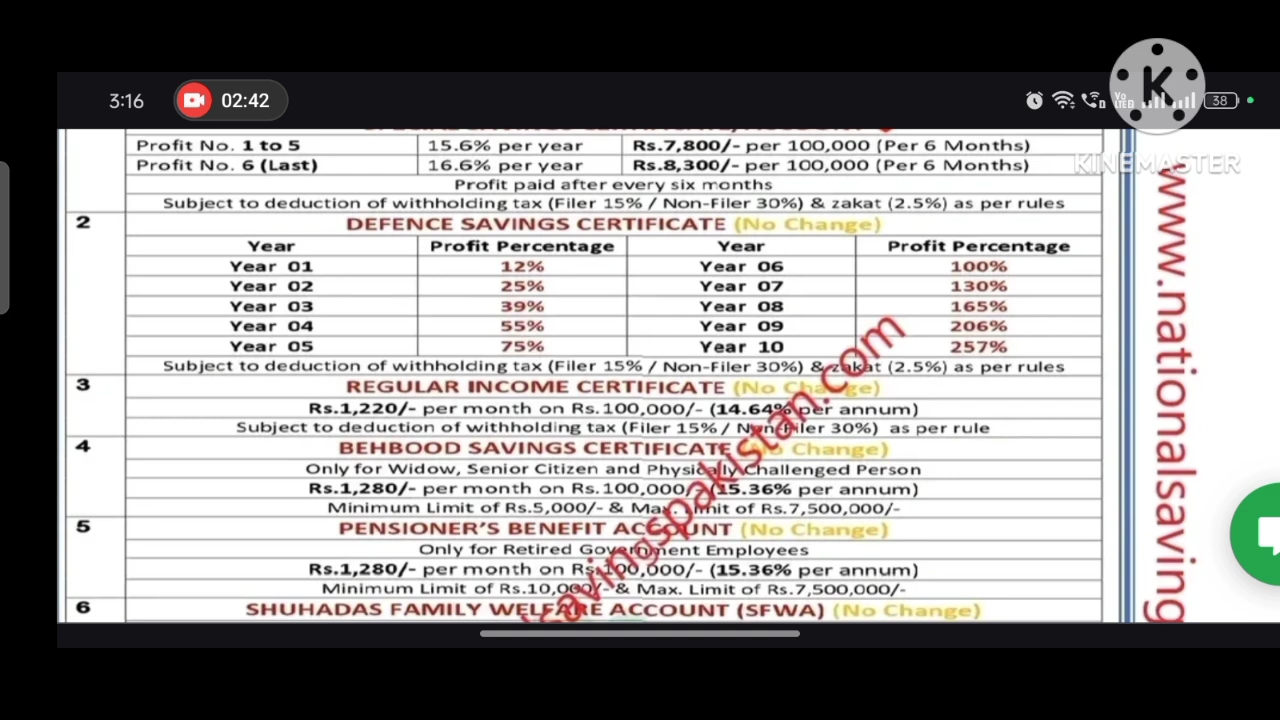 3:16
02:42
Vo
LTE
38
K
KINEMASTER
Profit No. 1 to 5 15.6% per year Rs.7,800/- per 100,000 (Per 6 Months)
Profit No. 6 (Last) 16.6% per year Rs.8,300/- per 100,000 (Per 6 Months)
Profit paid after every six months
Subject to deduction of withholding tax (Filer 15% / Non-Filer 30%) & zakat (2.5%) as per rules
2 DEFENCE SAVINGS CERTIFICATE (No Change)
Year Profit Percentage Year Profit Percentage
Year 01 12% Year 06 100%
Year 02 25% Year 07 130%
Year 03 39% Year 08 165%
Year 04 55% Year 09 206%
Year 05 75% Year 10 257%
Subject to deduction of withholding tax (Filer 15% / Non-Filer 30%) & zakat (2.5%) as per rules
3 REGULAR INCOME CERTIFICATE (No Change)
Rs.1,220/- per month on Rs.100,000/- (14.64% per annum)
Subject to deduction of withholding tax (Filer 15% / Non-Filer 30%) as per rule
4 BEHBOOD SAVINGS CERTIFICATE (No Change)
Only for Widow, Senior Citizen and Physically Challenged Person
Rs.1,280/- per month on Rs.100,000/- (15.36% per annum)
Minimum Limit of Rs.5,000/- & Max. Limit of Rs.7,500,000/-
5 PENSIONER'S BENEFIT ACCOUNT (No Change)
Only for Retired Government Employees
Rs.1,280/- per month on Rs.100,000/- (15.36% per annum)
Minimum Limit of Rs.10,000/- & Max. Limit of Rs.7,500,000/-
6 SHUHADAS FAMILY WELFARE ACCOUNT (SFWA) (No Change)
savingspakistan.com
www.nationalsaving